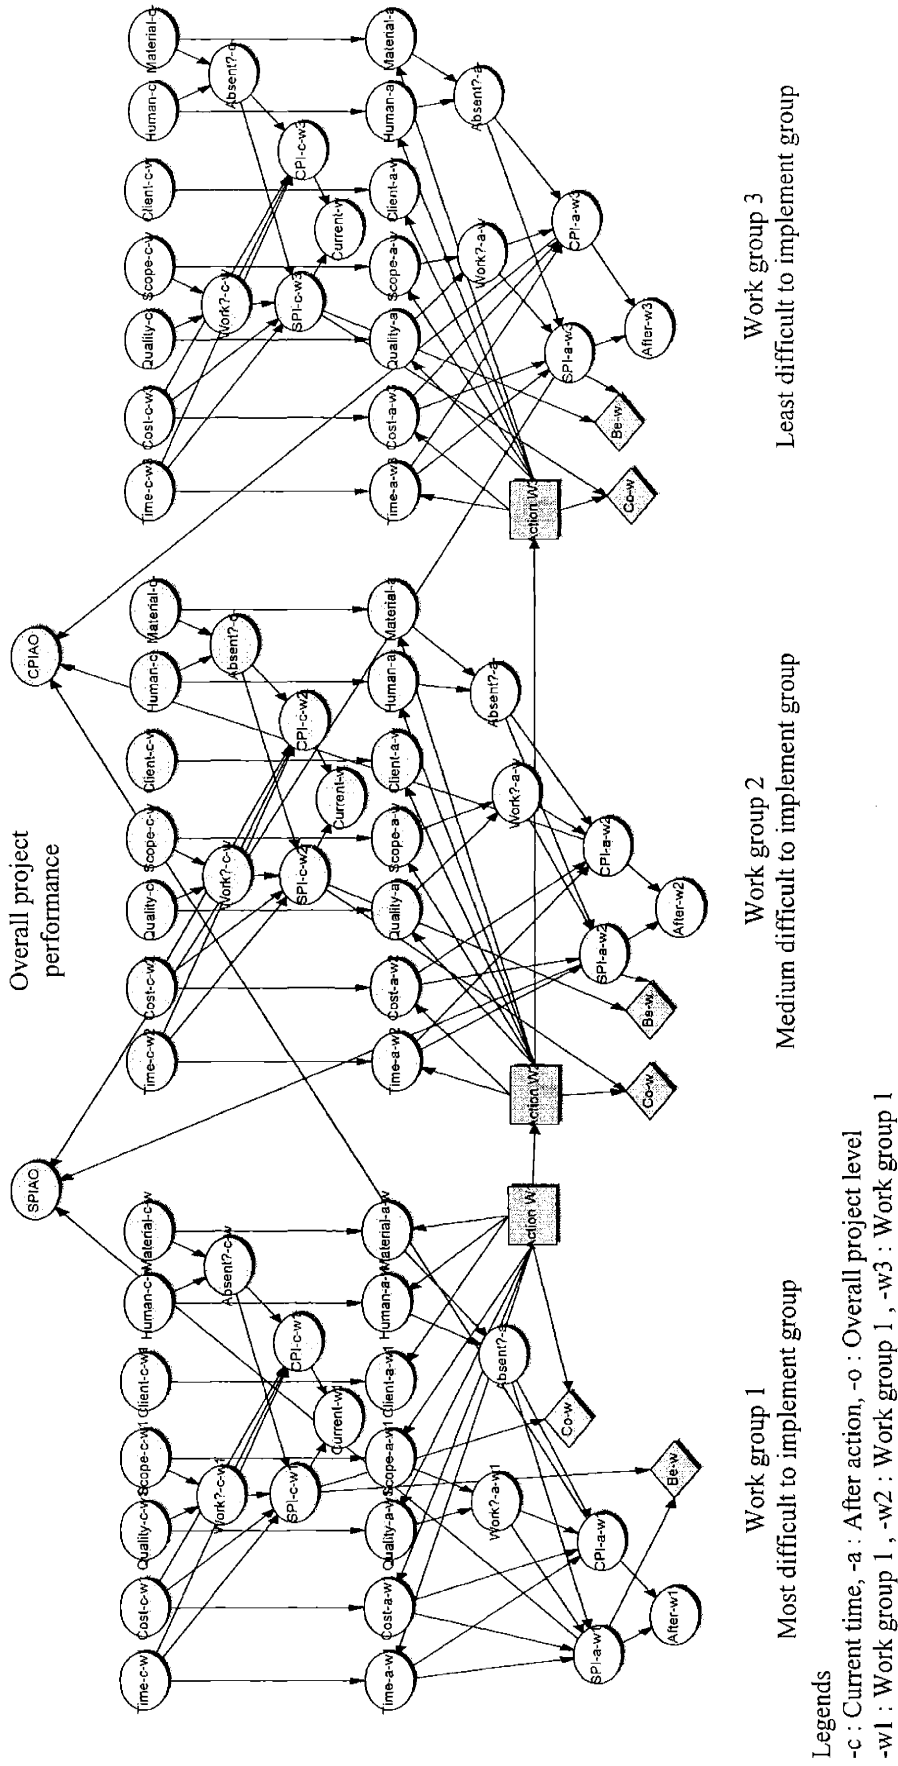 Overall project
performance
SPIAO
CPIAO
Time-c-w
Cost-c-w
Quality-c-w
Scope-c-w1
Client-c-w1
Human-c-
Material-c-w
Work?-c-w1
Absent?-c-w
SPI-c-w1
CPI-c-w1
Current-w1
Time-a-w
Cost-a-w
Quality-a-w
Scope-a-w1
Client-a-w1
Human-a-w
Material-a-w
Work?-a-w1
Absent?-a
SPI-a-w1
CPI-a-w
After-w1
Action W
Co-w
Be-w
Time-c-w2
Cost-c-w2
Quality-c
Scope-c-w
Client-c-w
Human-c
Material-c-
Work?-c-w
Absent?-c
SPI-c-w2
CPI-c-w2
Current-w
Time-a-w2
Cost-a-w2
Quality-a
Scope-a-w
Client-a-w
Human-a
Material-a
Work?-a-w
Absent?-a-
SPI-a-w2
CPI-a-w2
After-w2
Action W
Co-w
Be-w
Time-c-w3
Cost-c-w3
Quality-c
Scope-c-w
Client-c-w
Human-c
Material-c-
Work?-c-w
Absent?-c
SPI-c-w3
CPI-c-w3
Current-w
Time-a-w3
Cost-a-w3
Quality-a
Scope-a-w
Client-a-w
Human-a
Material-a
Work?-a-w
Absent?-a-
SPI-a-w3
CPI-a-w3
After-w3
Action W3
Co-w
Be-w
Work group 1
Most difficult to implement group
Work group 2
Medium difficult to implement group
Work group 3
Least difficult to implement group
Legends
-c : Current time, -a : After action, -o : Overall project level
-w1 : Work group 1 , -w2 : Work group 1 , -w3 : Work group 1